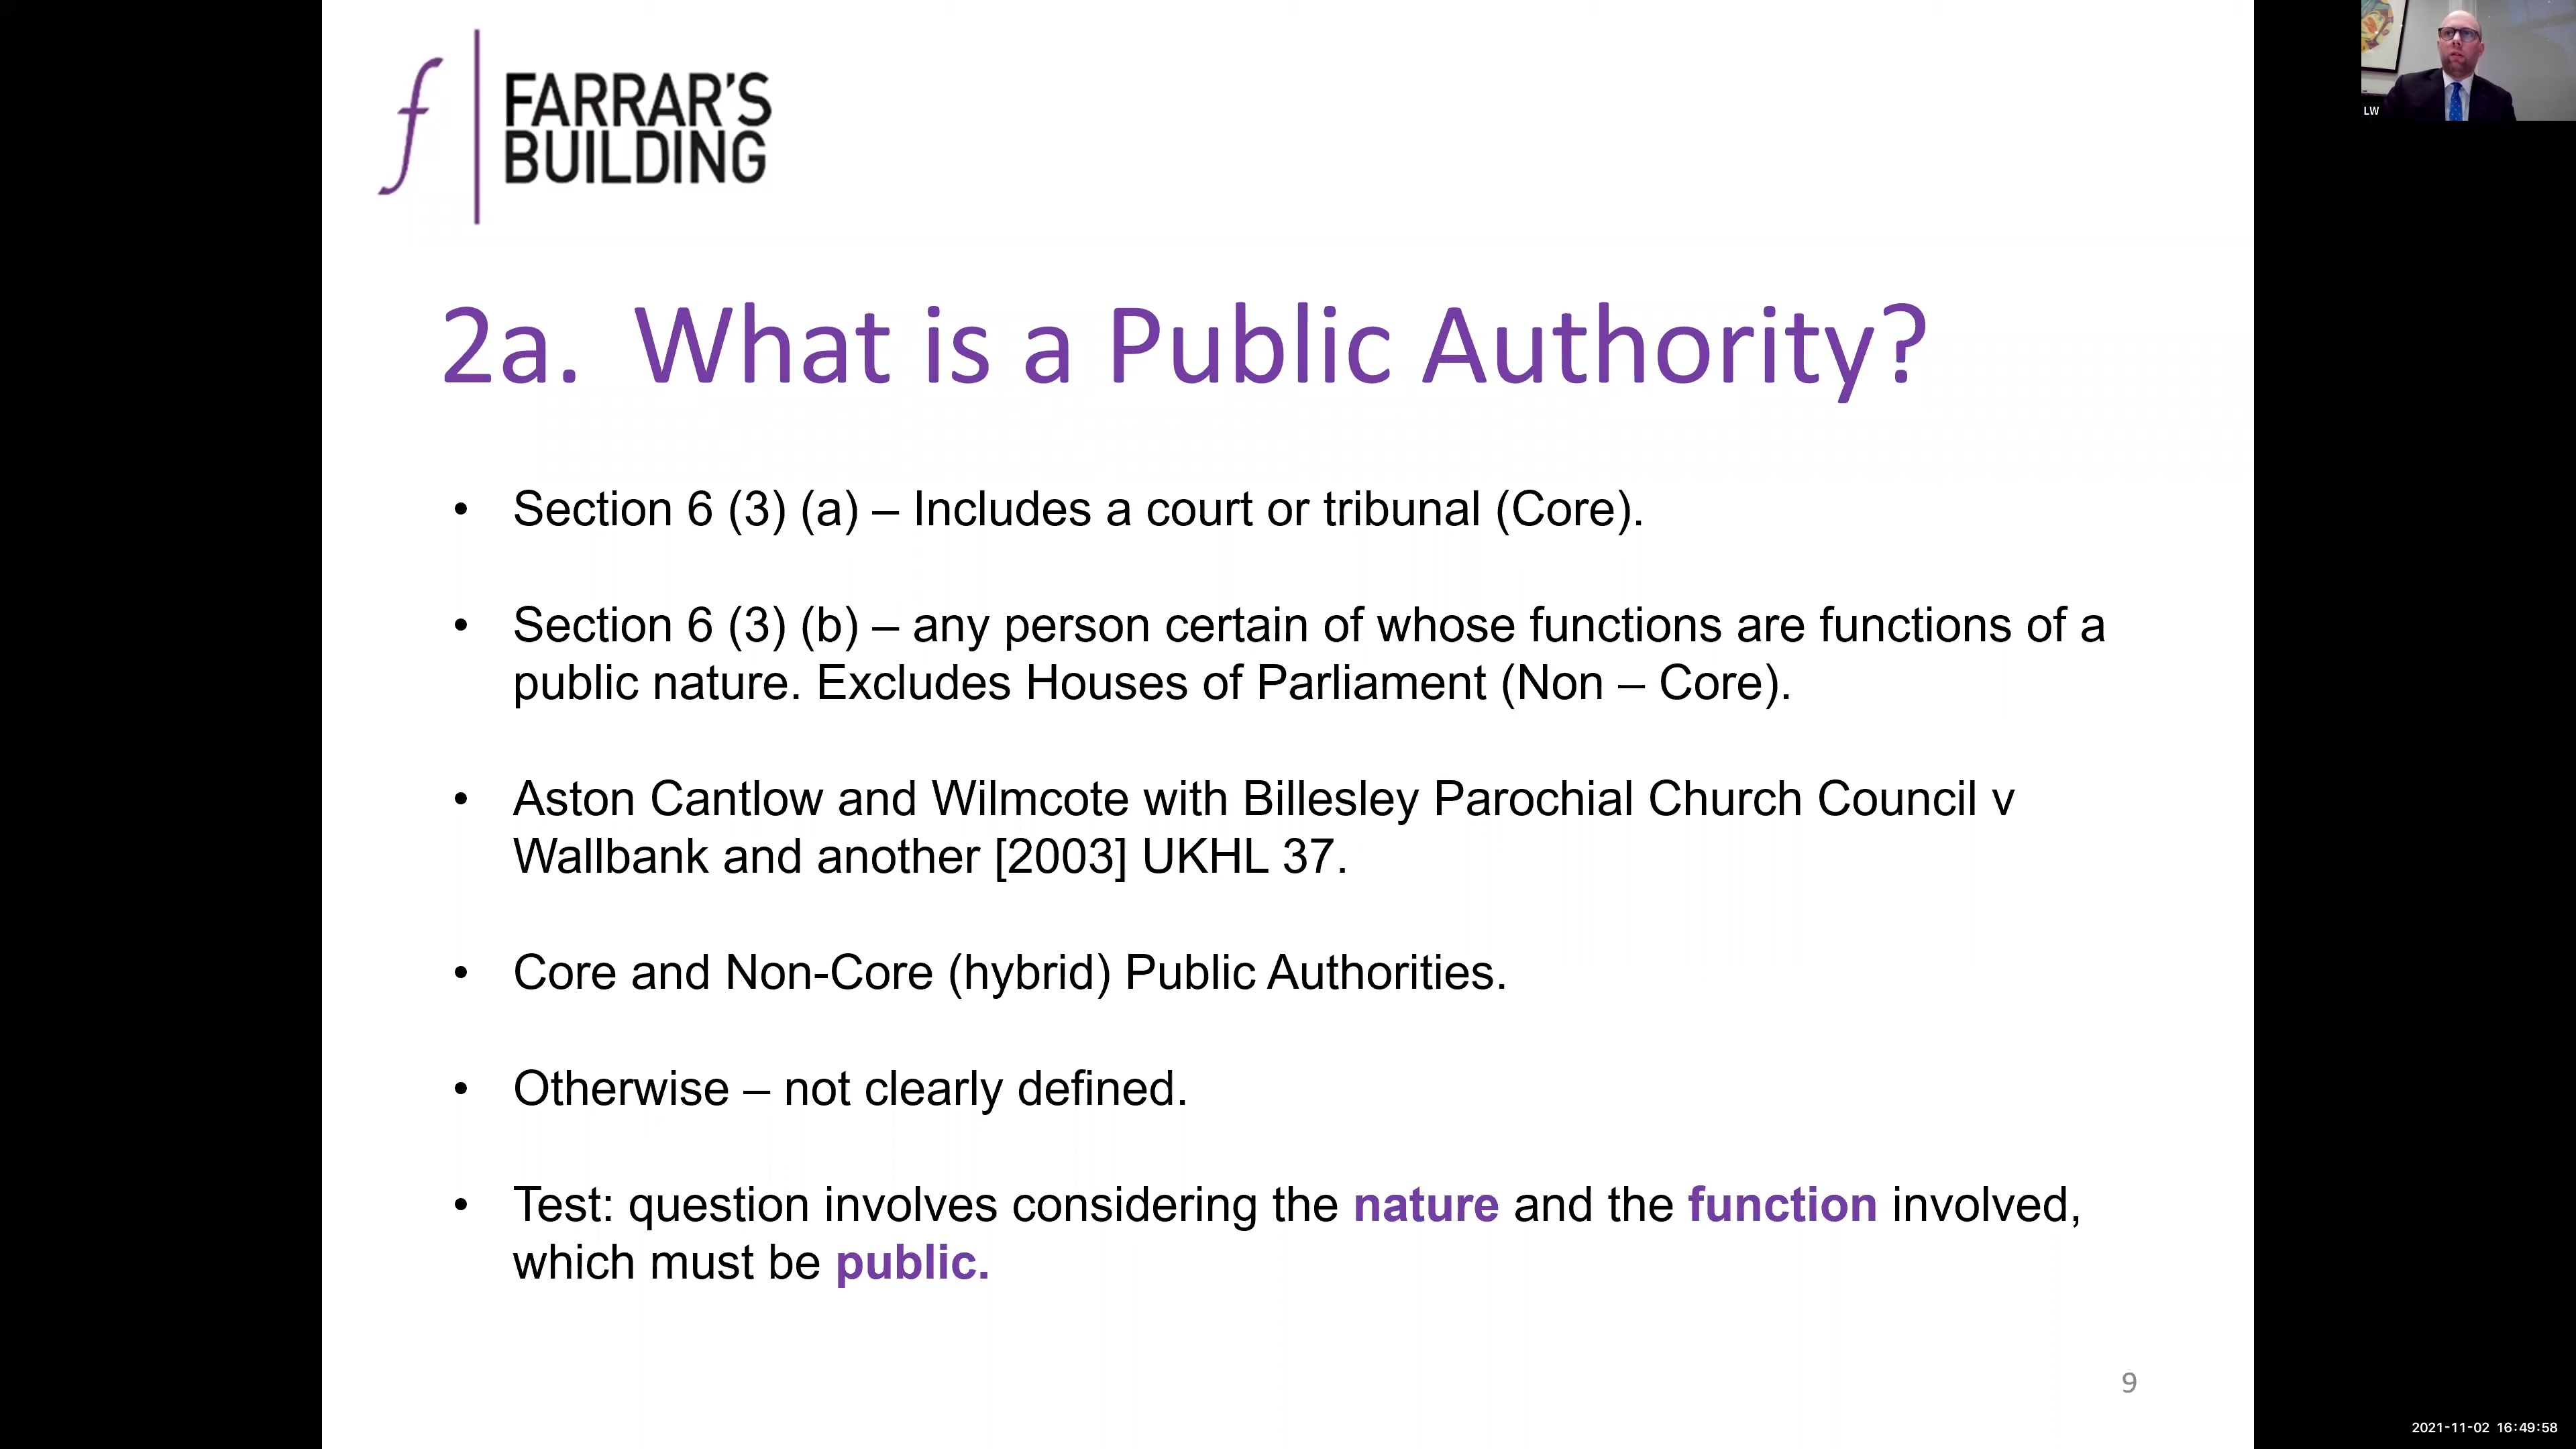 f
FARRAR'S
BUILDING
LW
2a. What is a Public Authority?
• Section 6 (3) (a) – Includes a court or tribunal (Core).
• Section 6 (3) (b) – any person certain of whose functions are functions of a
public nature. Excludes Houses of Parliament (Non – Core).
• Aston Cantlow and Wilmcote with Billesley Parochial Church Council v
Wallbank and another [2003] UKHL 37.
• Core and Non-Core (hybrid) Public Authorities.
• Otherwise – not clearly defined.
• Test: question involves considering the nature and the function involved,
which must be public.
9
2021-11-02 16:49:58